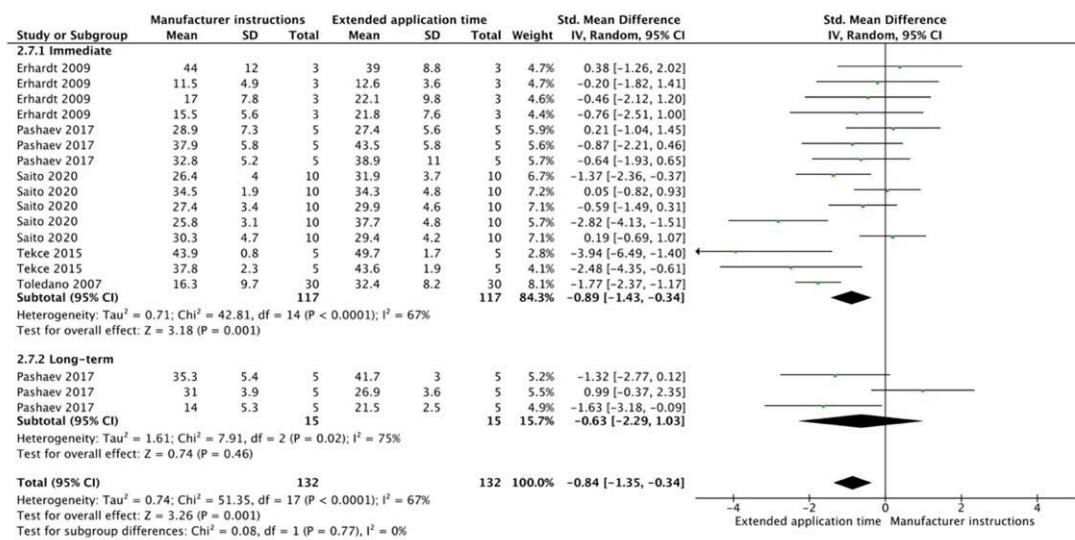 Manufacturer instructions Extended application time Std. Mean Difference Std. Mean Difference
Study or Subgroup Mean SD Total Mean SD Total Weight IV, Random, 95% CI IV, Random, 95% CI
2.7.1 Immediate
Erhardt 2009 44 12 3 39 8.8 3 4.7% 0.38 [-1.26, 2.02]
Erhardt 2009 11.5 4.9 3 12.6 3.6 3 4.7% -0.20 [-1.82, 1.41]
Erhardt 2009 17 7.8 3 22.1 9.8 3 4.6% -0.46 [-2.12, 1.20]
Erhardt 2009 15.5 5.6 3 21.8 7.6 3 4.4% -0.76 [-2.51, 1.00]
Pashaev 2017 28.9 7.3 5 27.4 5.6 5 5.9% 0.21 [-1.04, 1.45]
Pashaev 2017 37.9 5.8 5 43.5 5.8 5 5.6% -0.87 [-2.21, 0.46]
Pashaev 2017 32.8 5.2 5 38.9 11 5 5.7% -0.64 [-1.93, 0.65]
Saito 2020 26.4 4 10 31.9 3.7 10 6.7% -1.37 [-2.36, -0.37]
Saito 2020 34.5 1.9 10 34.3 4.8 10 7.2% 0.05 [-0.82, 0.93]
Saito 2020 27.4 3.4 10 29.9 4.6 10 7.1% -0.59 [-1.49, 0.31]
Saito 2020 25.8 3.1 10 37.7 4.8 10 5.7% -2.82 [-4.13, -1.51]
Saito 2020 30.3 4.7 10 29.4 4.2 10 7.1% 0.19 [-0.69, 1.07]
Tekce 2015 43.9 0.8 5 49.7 1.7 5 2.8% -3.94 [-6.49, -1.40]
Tekce 2015 37.8 2.3 5 43.6 1.9 5 4.1% -2.48 [-4.35, -0.61]
Toledano 2007 16.3 9.7 30 32.4 8.2 30 8.1% -1.77 [-2.37, -1.17]
Subtotal (95% CI) 117 117 84.3% -0.89 [-1.43, -0.34]
Heterogeneity: Tau² = 0.71; Chi² = 42.81, df = 14 (P < 0.0001); I² = 67%
Test for overall effect: Z = 3.18 (P = 0.001)
2.7.2 Long-term
Pashaev 2017 35.3 5.4 5 41.7 3 5 5.2% -1.32 [-2.77, 0.12]
Pashaev 2017 31 3.9 5 26.9 3.6 5 5.5% 0.99 [-0.37, 2.35]
Pashaev 2017 14 5.3 5 21.5 2.5 5 4.9% -1.63 [-3.18, -0.09]
Subtotal (95% CI) 15 15 15.7% -0.63 [-2.29, 1.03]
Heterogeneity: Tau² = 1.61; Chi² = 7.91, df = 2 (P = 0.02); I² = 75%
Test for overall effect: Z = 0.74 (P = 0.46)
Total (95% CI) 132 132 100.0% -0.84 [-1.35, -0.34]
Heterogeneity: Tau² = 0.74; Chi² = 51.35, df = 17 (P < 0.0001); I² = 67%
Test for overall effect: Z = 3.26 (P = 0.001)
Test for subgroup differences: Chi² = 0.08, df = 1 (P = 0.77), I² = 0%
-4 -2 0 2 4
Extended application time Manufacturer instructions